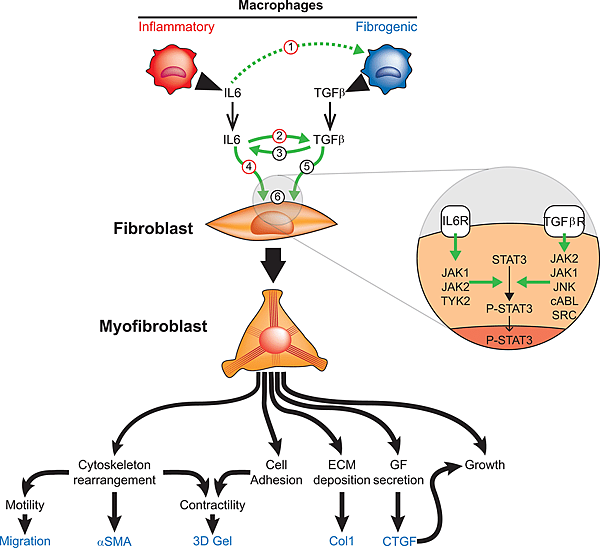 Macrophages
Inflammatory
Fibrogenic
1
IL6
TGFβ
IL6
2
TGFβ
3
4
5
6
Fibroblast
IL6R
TGFβR
JAK1
JAK2
TYK2
STAT3
P-STAT3
P-STAT3
JAK2
JAK1
JNK
cABL
SRC
Myofibroblast
Cytoskeleton
rearrangement
Cell
Adhesion
ECM
deposition
GF
secretion
Growth
Motility
Contractility
Migration
αSMA
3D Gel
Col1
CTGF